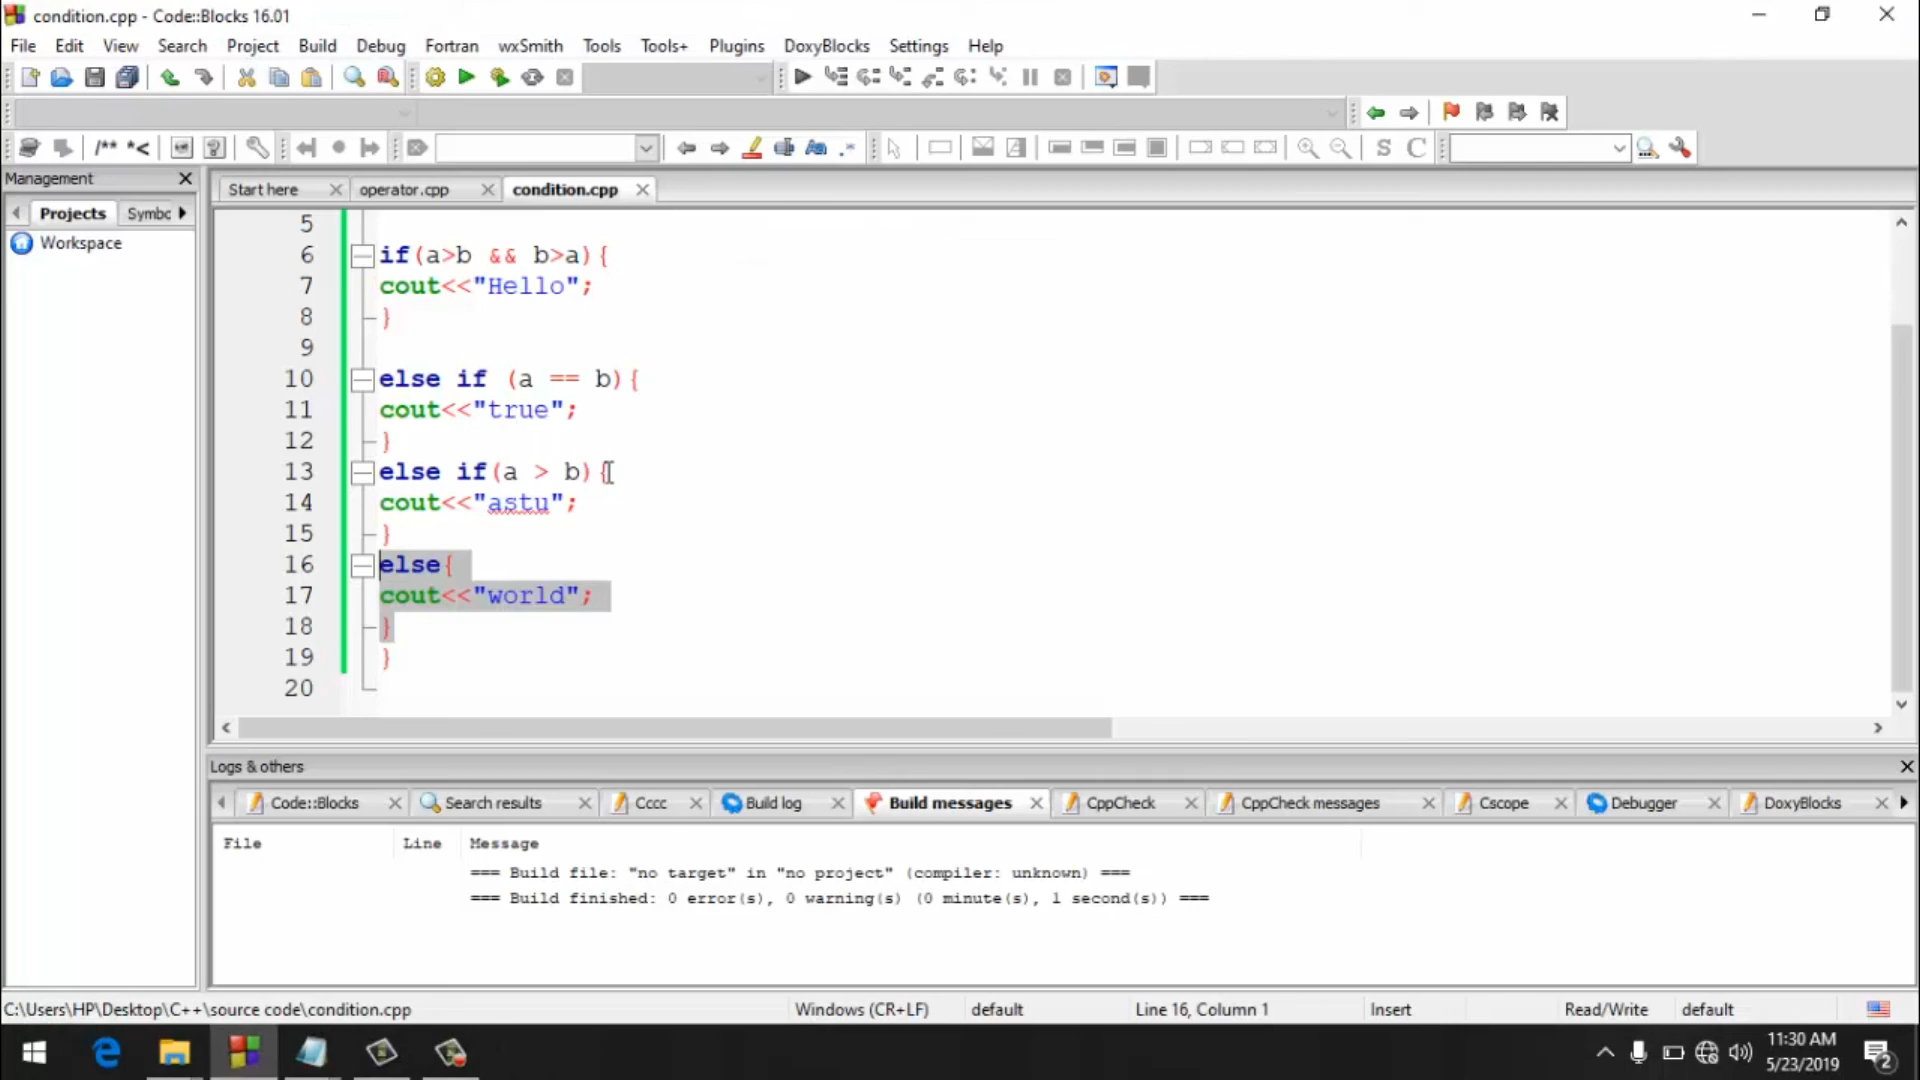 condition.cpp - Code::Blocks 16.01
File Edit View Search Project Build Debug Fortran wxSmith Tools Tools+ Plugins DoxyBlocks Settings Help
/** *<
S C
Management
Start here operator.cpp condition.cpp
Projects Symbc
Workspace
5
6 if(a>b && b>a){
7 cout<<"Hello";
8 }
9
10 else if (a == b){
11 cout<<"true";
12 }
13 else if(a > b){
14 cout<<"astu";
15 }
16 else{
17 cout<<"world";
18 }
19 }
20
Logs & others
Code::Blocks Search results Cccc Build log Build messages CppCheck CppCheck messages Cscope Debugger DoxyBlocks
File Line Message
=== Build file: "no target" in "no project" (compiler: unknown) ===
=== Build finished: 0 error(s), 0 warning(s) (0 minute(s), 1 second(s)) ===
C:\Users\HP\Desktop\C++\source code\condition.cpp Windows (CR+LF) default Line 16, Column 1 Insert Read/Write default
11:30 AM
5/23/2019
2